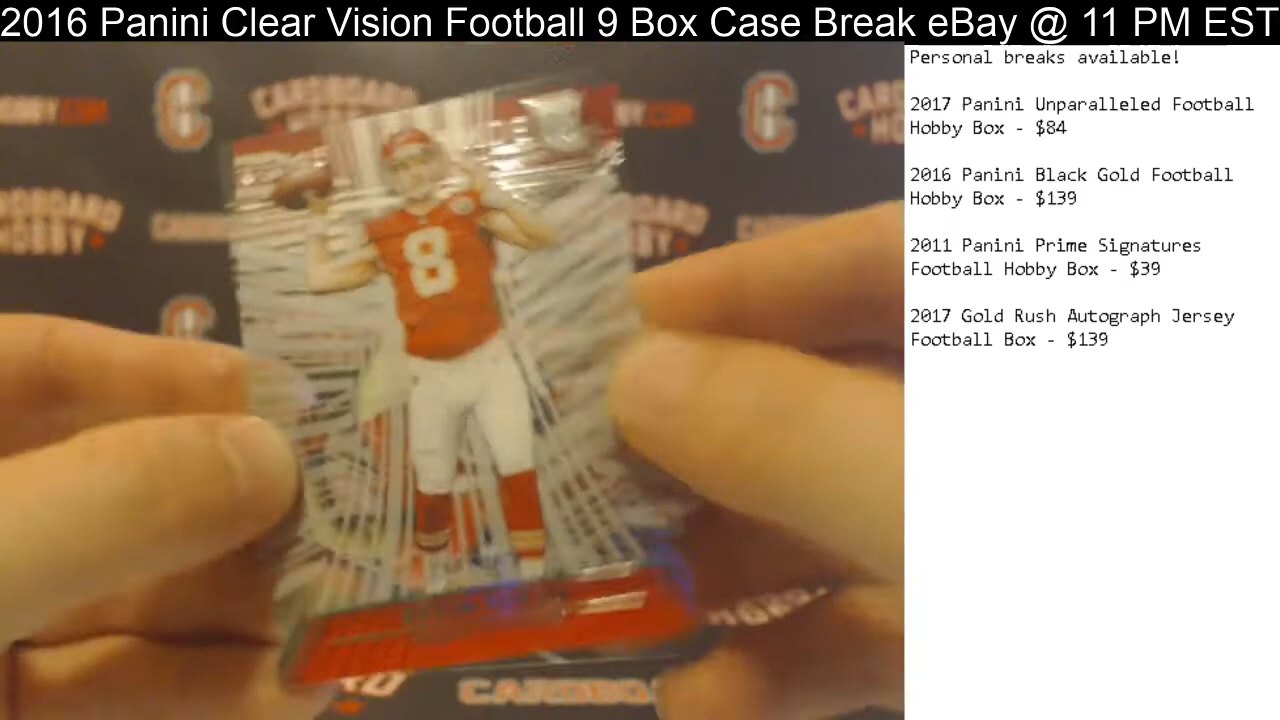 2016 Panini Clear Vision Football 9 Box Case Break eBay @ 11 PM EST
Personal breaks available!
2017 Panini Unparalleled Football
Hobby Box - $84
2016 Panini Black Gold Football
Hobby Box - $139
2011 Panini Prime Signatures
Football Hobby Box - $39
2017 Gold Rush Autograph Jersey
Football Box - $139
CARDBOARD
8